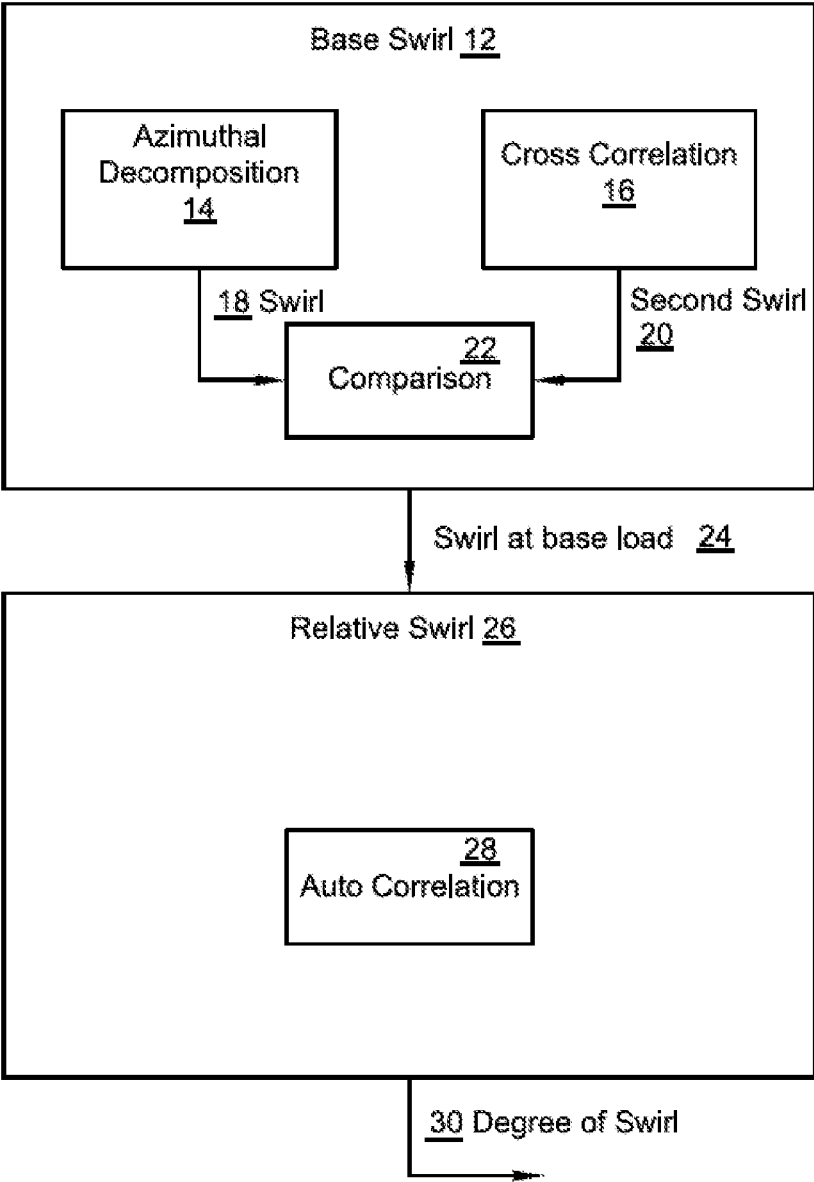 Base Swirl 12
Azimuthal
Decomposition
14
Cross Correlation
16
18 Swirl
Second Swirl
20
22
Comparison
Swirl at base load 24
Relative Swirl 26
28
Auto Correlation
30 Degree of Swirl